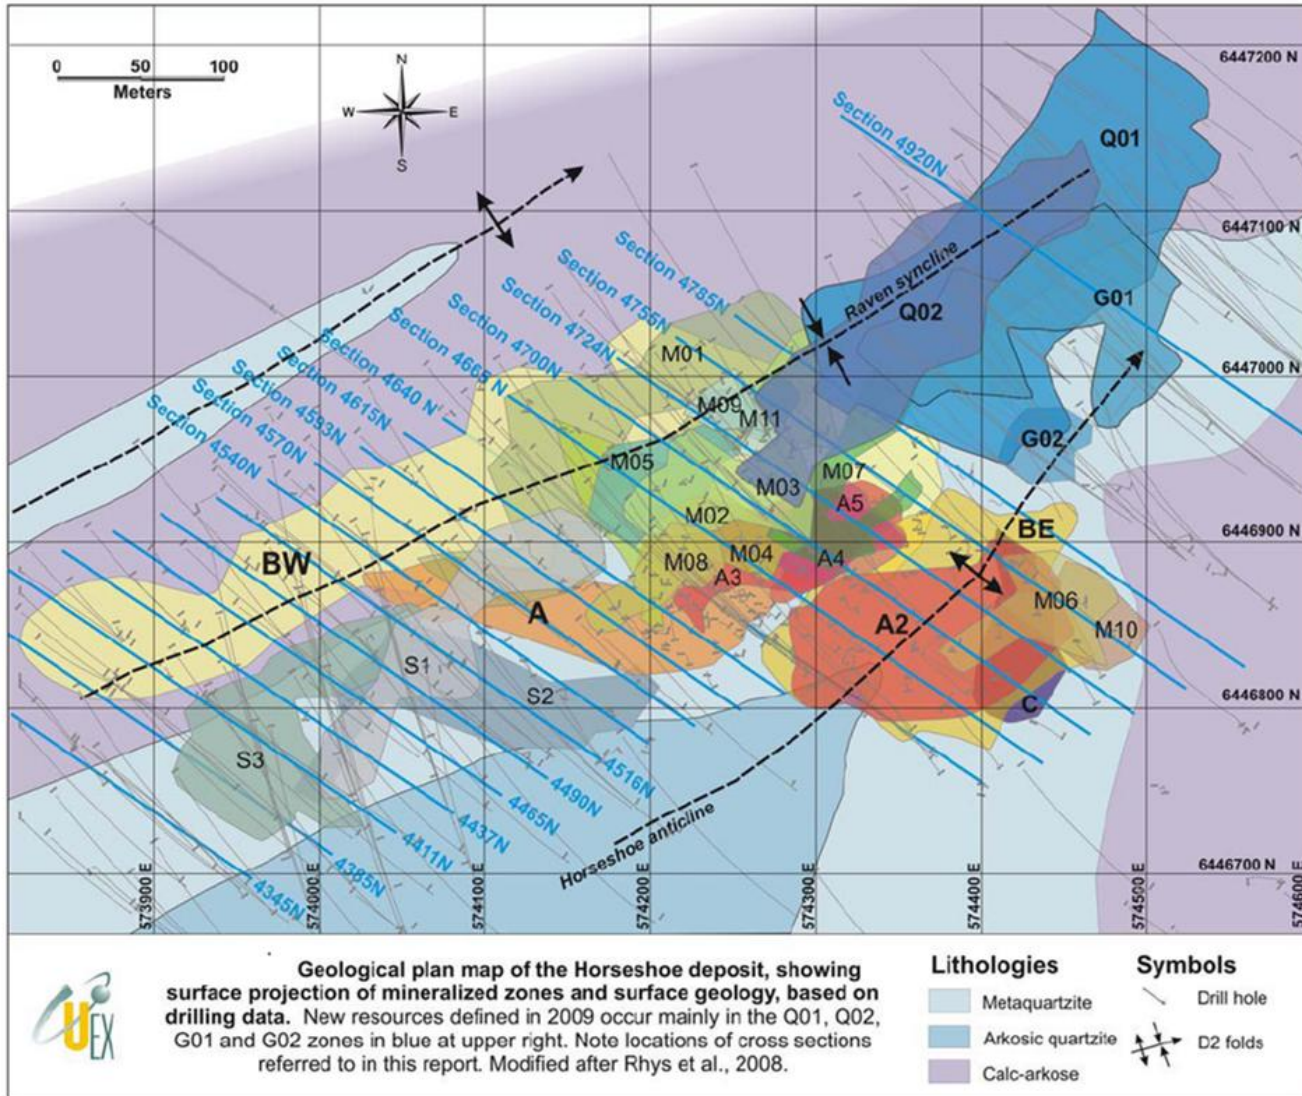 0 50 100
Meters
N
W E
S
6447200 N
6447100 N
6447000 N
6446900 N
6446800 N
6446700 N
573900 E
574000 E
574100 E
574200 E
574300 E
574400 E
574500 E
574600 E
Section 4920N
Section 4785N
Section 4755N
Section 4724N
Section 4700N
Section 4665 N
Section 4640 N
Section 4615N
Section 4593N
Section 4570N
Section 4540N
4516N
4490N
4465N
4437N
4411N
4385N
4345N
Raven syncline
Horseshoe anticline
Q01
Q02
G01
G02
M01
M09
M11
M05
M03
M07
A5
M02
BW
M08
M04
A4
A3
BE
A
A2
M06
M10
S1
S2
C
S3
UEX
Geological plan map of the Horseshoe deposit, showing
surface projection of mineralized zones and surface geology, based on
drilling data. New resources defined in 2009 occur mainly in the Q01, Q02,
G01 and G02 zones in blue at upper right. Note locations of cross sections
referred to in this report. Modified after Rhys et al., 2008.
Lithologies
Metaquartzite
Arkosic quartzite
Calc-arkose
Symbols
Drill hole
D2 folds